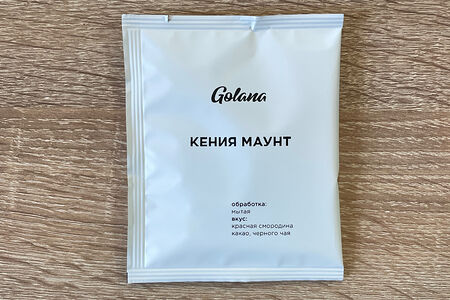 Golana
КЕНИЯ МАУНТ
обработка:
мытая
вкус:
красная смородина
какао, черного чая